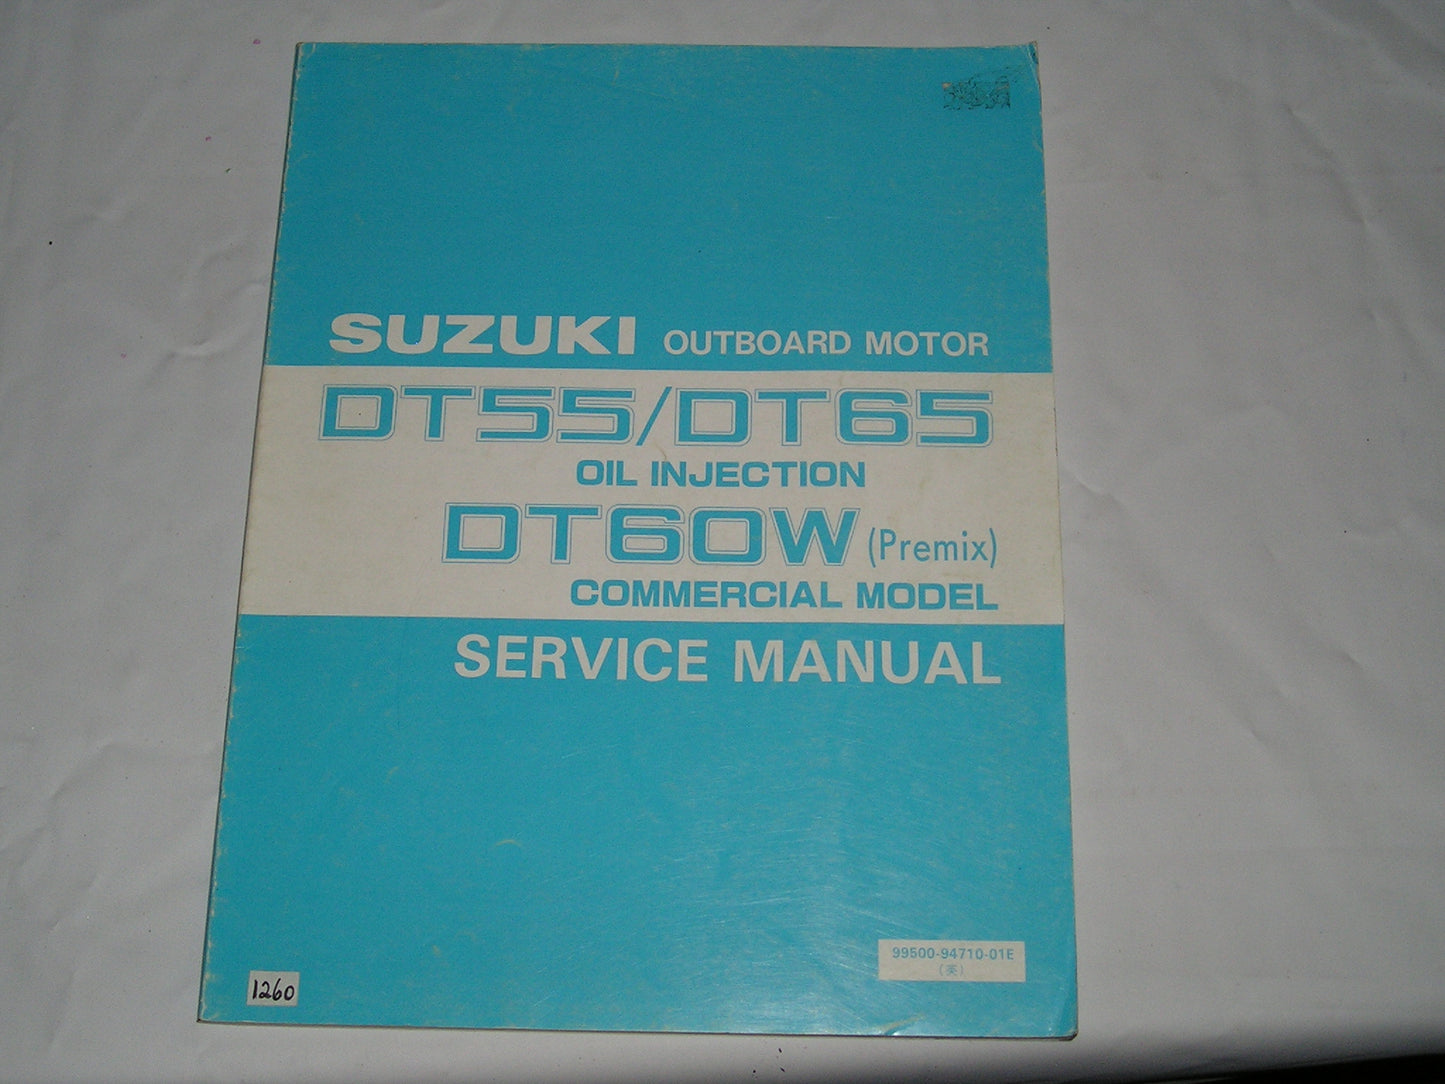 SUZUKI OUTBOARD MOTOR
DT55/DT65
OIL INJECTION
DT60W (Premix)
COMMERCIAL MODEL
SERVICE MANUAL
99500-94710-01E
(英)
1260